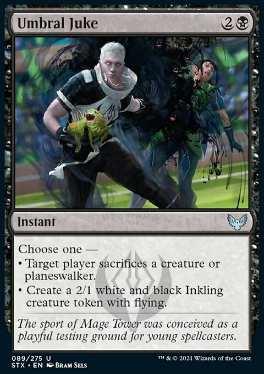 Umbral Juke 2
Instant
Choose one —
• Target player sacrifices a creature or
planeswalker.
• Create a 2/1 white and black Inkling
creature token with flying.
The sport of Mage Tower was conceived as a
playful testing ground for young spellcasters.
089/275 U
STX • EN Bram Sels
™ & © 2021 Wizards of the Coast